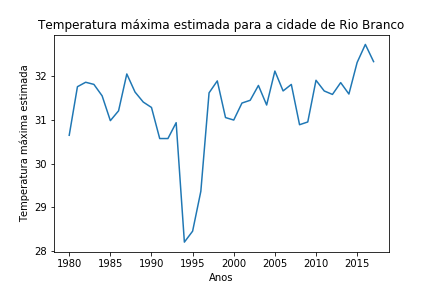 Temperatura máxima estimada para a cidade de Rio Branco
Temperatura máxima estimada
32
31
30
29
28
1980 1985 1990 1995 2000 2005 2010 2015
Anos